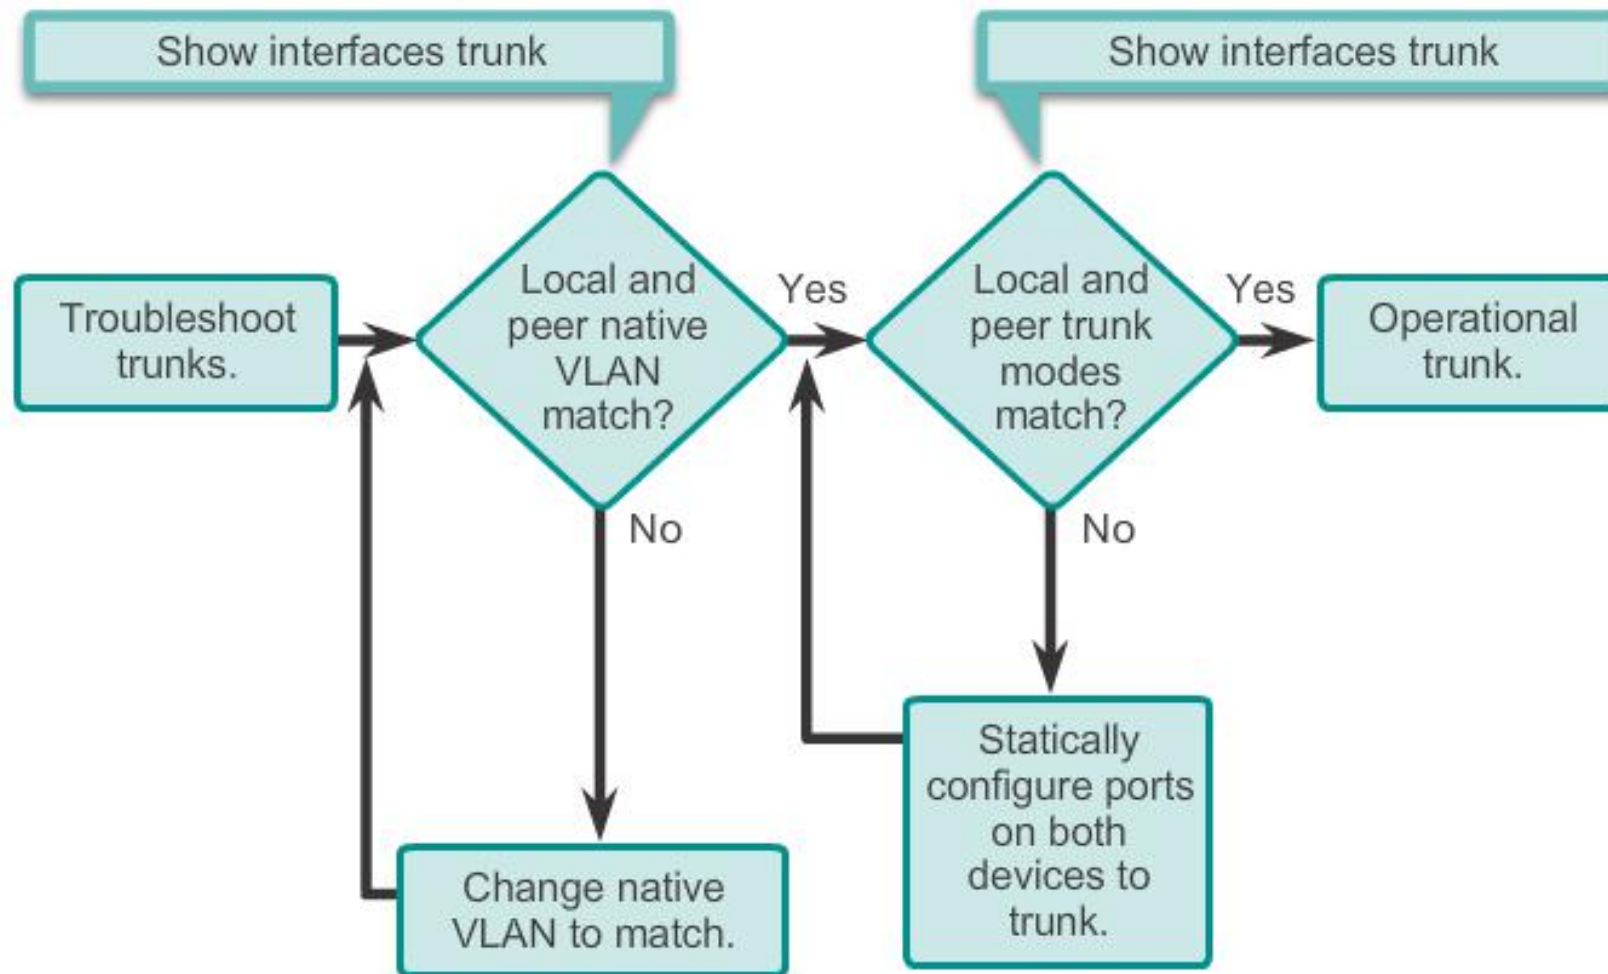 Show interfaces trunk
Show interfaces trunk
Troubleshoot
trunks.
Local and
peer native
VLAN
match?
Yes
Local and
peer trunk
modes
match?
Yes
Operational
trunk.
No
No
Change native
VLAN to match.
Statically
configure ports
on both
devices to
trunk.